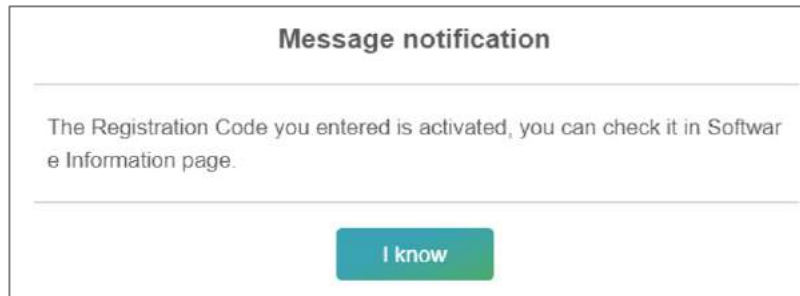 Message notification
The Registration Code you entered is activated, you can check it in Softwar
e Information page.
I know